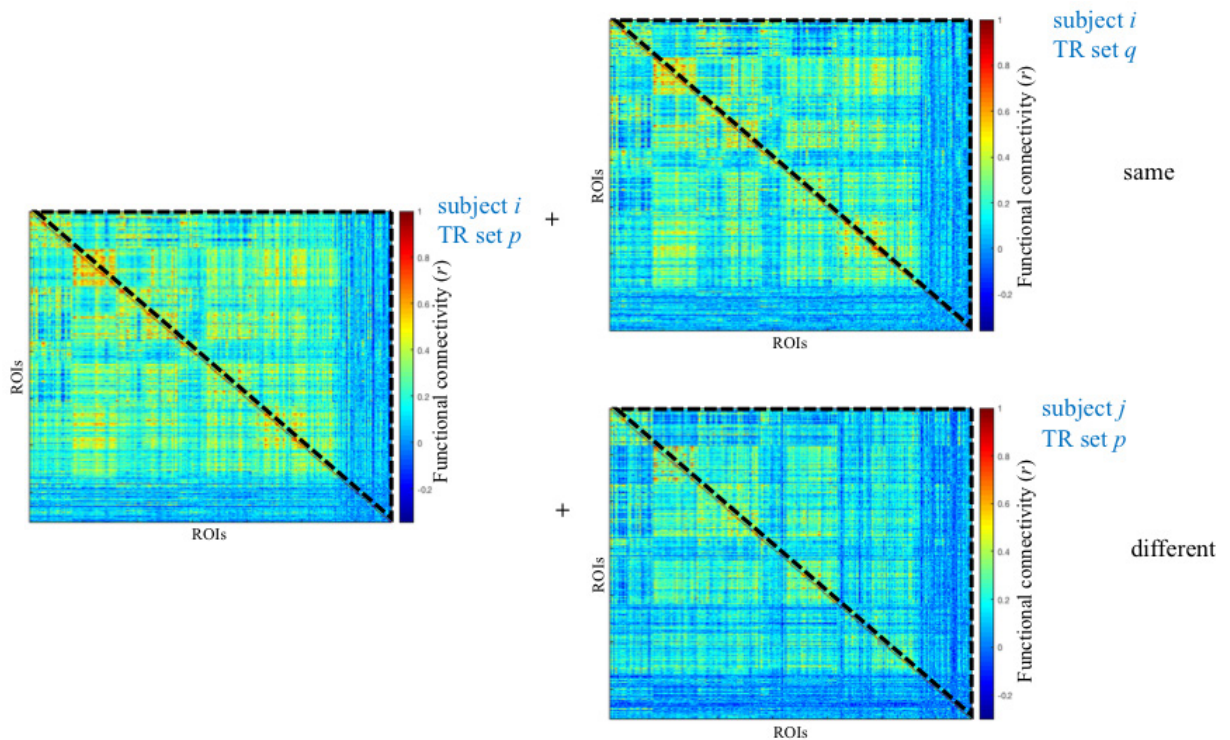 subject i
TR set q
1
0.8
0.6
0.4
0.2
0
-0.2
Functional connectivity (r)
ROIs
ROIs
same
subject i
TR set p
+
1
0.8
0.6
0.4
0.2
0
-0.2
Functional connectivity (r)
ROIs
ROIs
+
subject j
TR set p
1
0.8
0.6
0.4
0.2
0
-0.2
Functional connectivity (r)
ROIs
ROIs
different